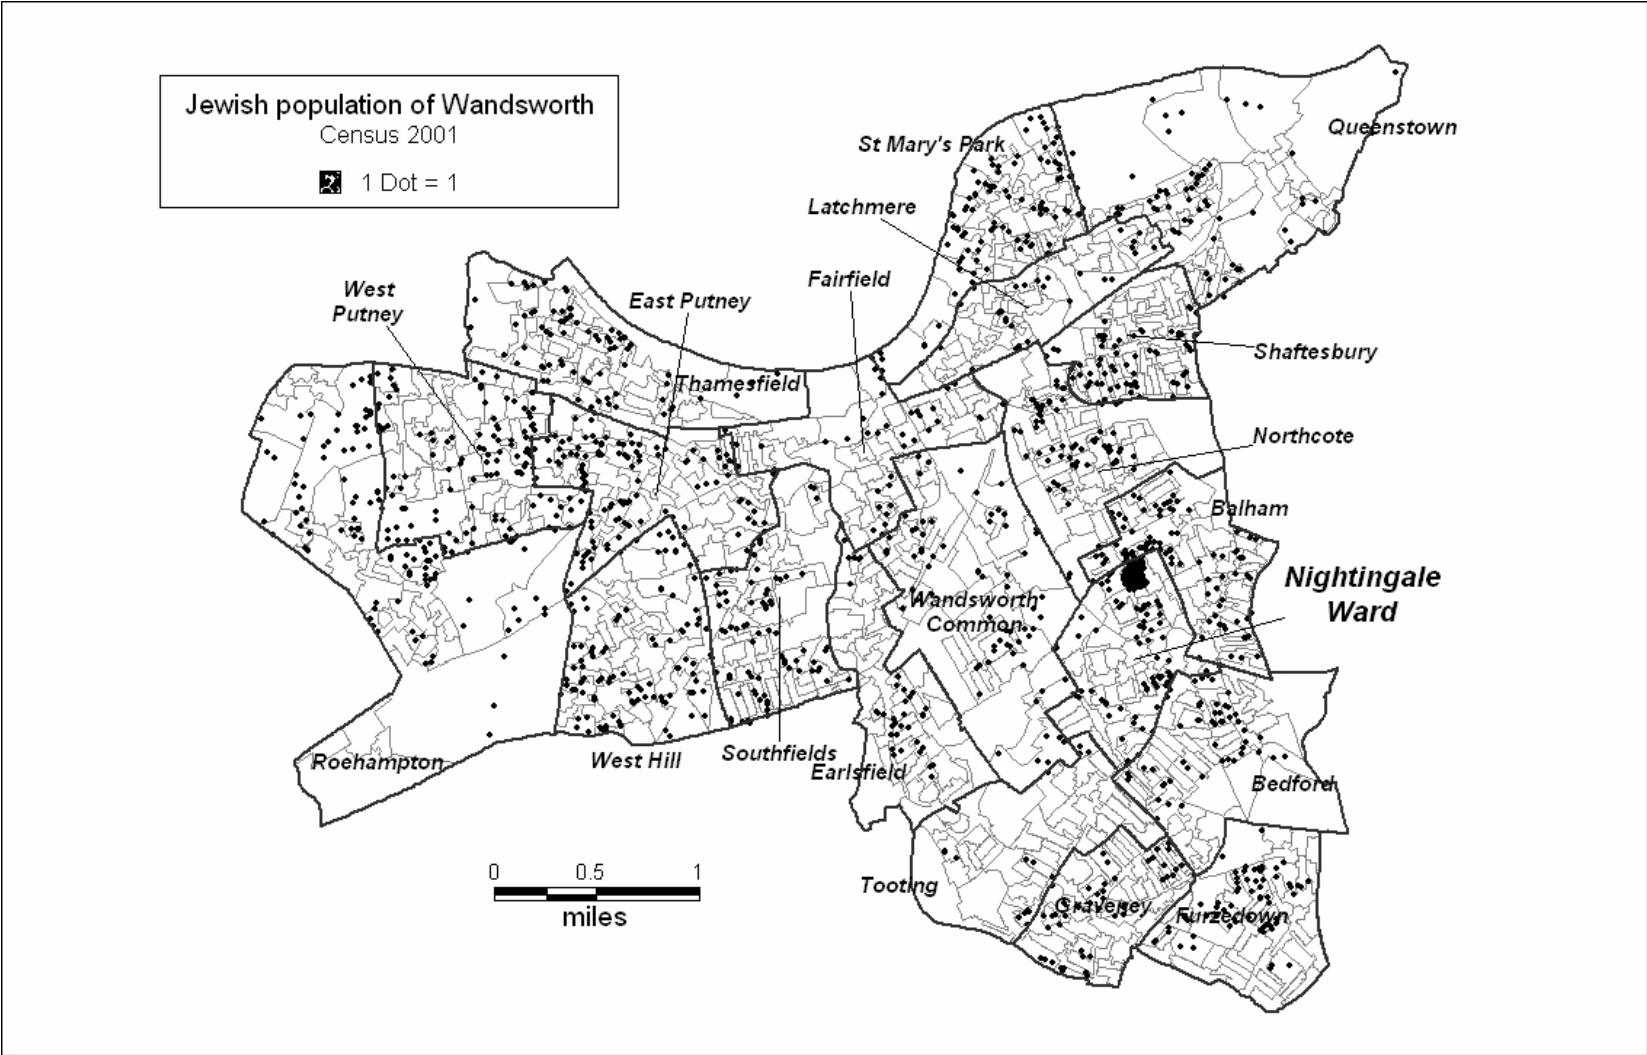 Jewish population of Wandsworth
Census 2001
1 Dot = 1
Queenstown
St Mary's Park
Latchmere
Fairfield
East Putney
West
Putney
Shaftesbury
Thamesfield
Northcote
Balham
Nightingale
Ward
Wandsworth
Common
Roehampton
West Hill
Southfields
Earlsfield
Bedford
Tooting
Graveney
Furzedown
0 0.5 1
miles